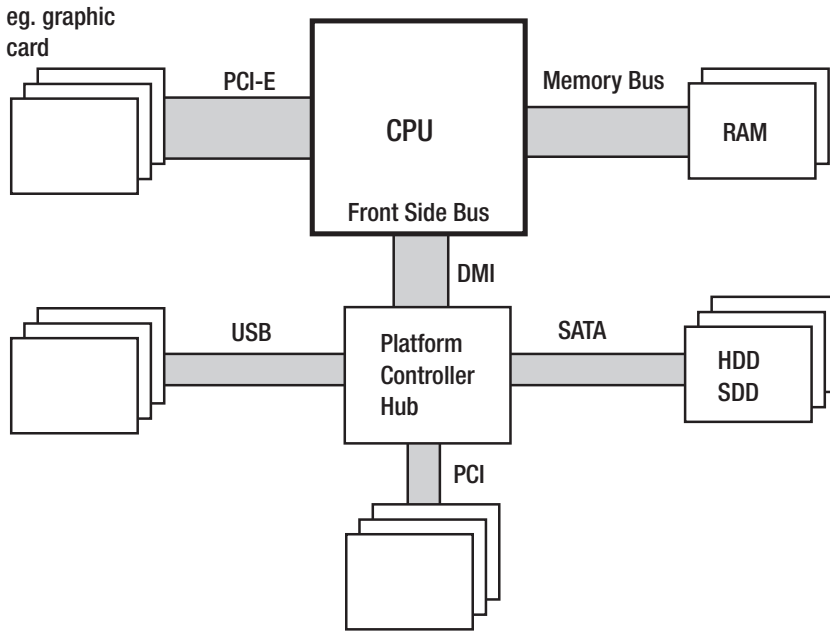 eg. graphic
card
PCI-E
CPU
Memory Bus
RAM
Front Side Bus
DMI
USB
Platform
Controller
Hub
SATA
HDD
SDD
PCI